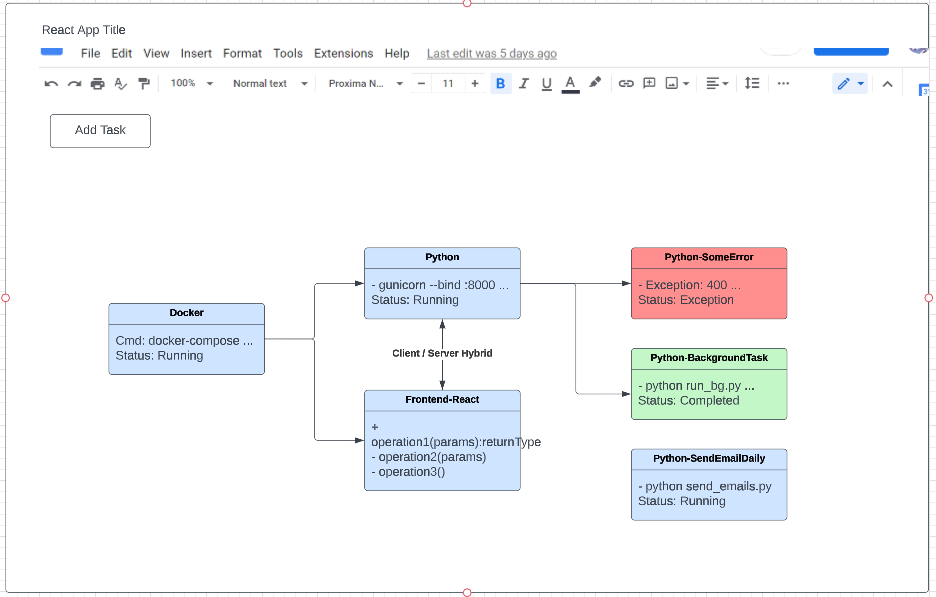 React App Title
File Edit View Insert Format Tools Extensions Help Last edit was 5 days ago
100% Normal text Proxima N... − 11 + B I U A ...
Add Task
Docker
Cmd: docker-compose ...
Status: Running
Python
- gunicorn --bind :8000 ...
Status: Running
Client / Server Hybrid
Frontend-React
+
operation1(params):returnType
- operation2(params)
- operation3()
Python-SomeError
- Exception: 400 ...
Status: Exception
Python-BackgroundTask
- python run_bg.py ...
Status: Completed
Python-SendEmailDaily
- python send_emails.py
Status: Running